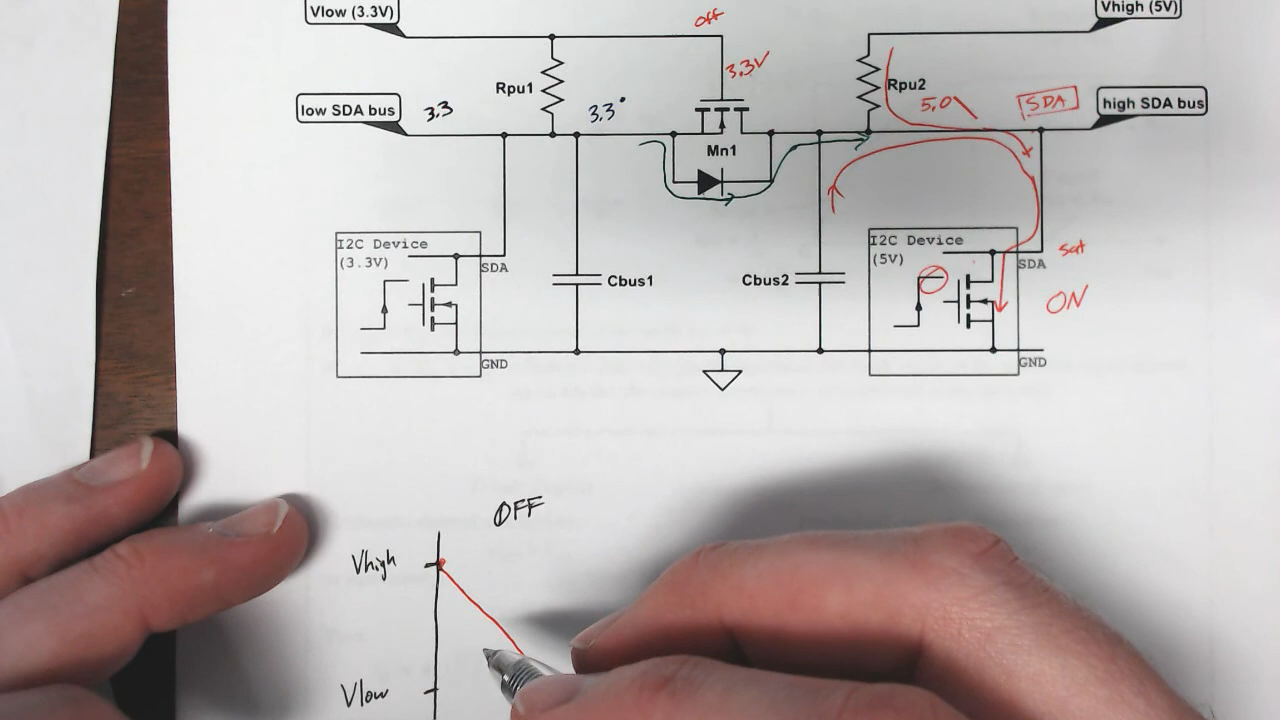 Vlow (3.3V)
off
Vhigh (5V)
Rpu1
3.3V
Rpu2
low SDA bus
3.3
3.3
5.0
SDA
high SDA bus
Mn1
I2C Device
(3.3V)
SDA
GND
Cbus1
Cbus2
I2C Device
(5V)
SDA
GND
sat
ON
OFF
Vhigh
Vlow